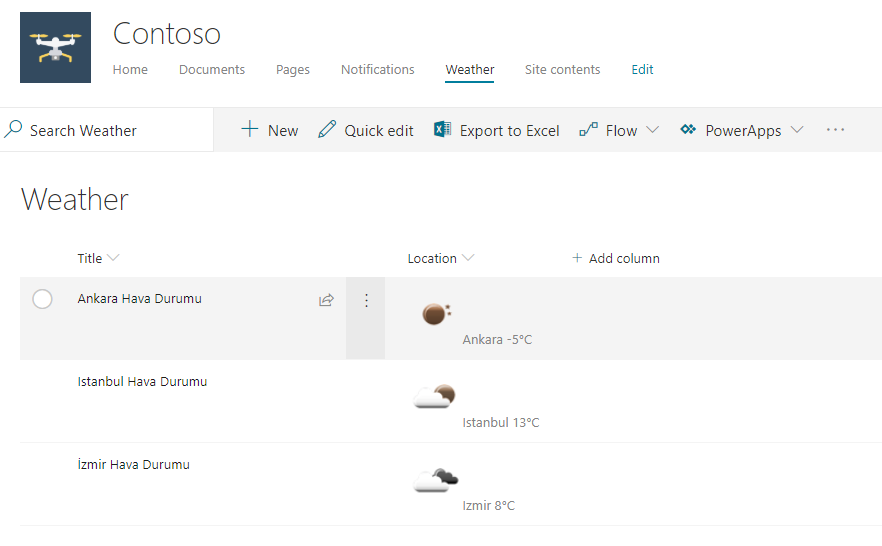 Contoso
Home Documents Pages Notifications Weather Site contents Edit
Search Weather New Quick edit Export to Excel Flow PowerApps ···
Weather
Title Location + Add column
Ankara Hava Durumu
Ankara -5°C
Istanbul Hava Durumu
Istanbul 13°C
İzmir Hava Durumu
Izmir 8°C